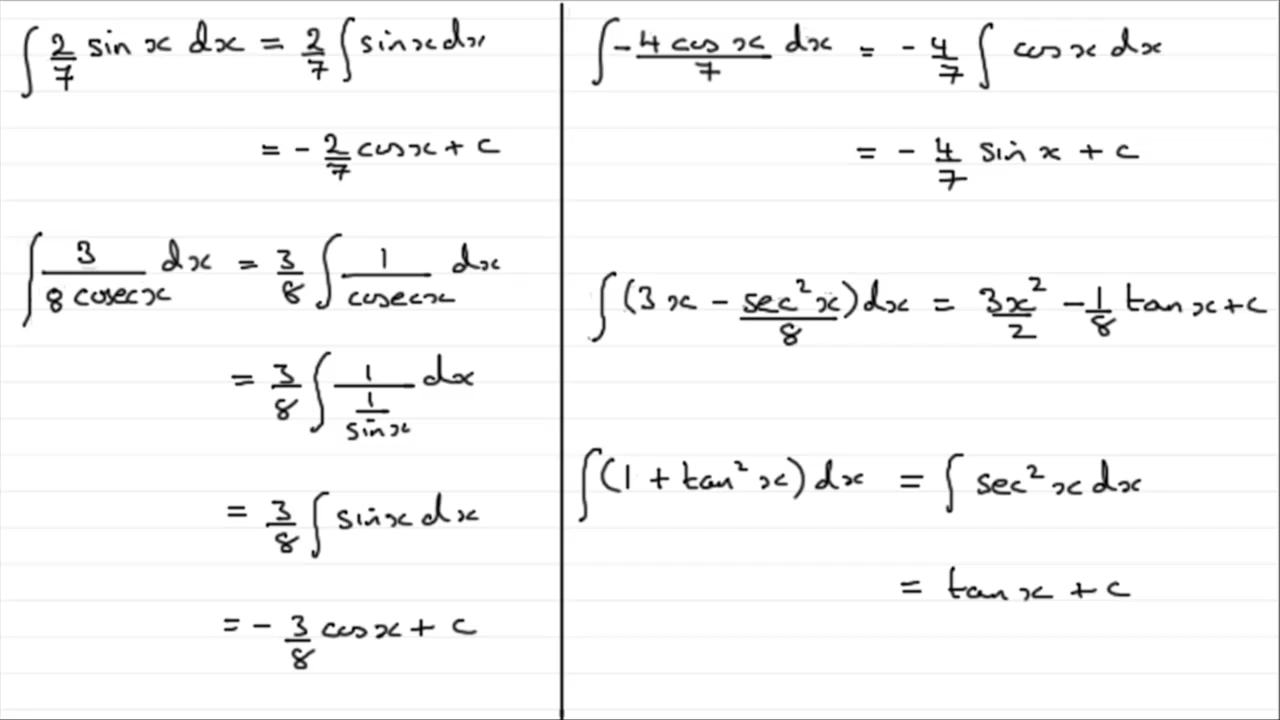 ∫ 2/7 sin x dx = 2/7 ∫ sin x dx
= - 2/7 cos x + c
∫ 3/(8 cosec x) dx = 3/8 ∫ 1/(cosec x) dx
= 3/8 ∫ 1/(1/(sin x)) dx
= 3/8 ∫ sin x dx
= - 3/8 cos x + c
∫ -(4 cos x)/7 dx = - 4/7 ∫ cos x dx
= - 4/7 sin x + c
∫ (3x - (sec² x)/8) dx = 3x²/2 - 1/8 tan x + c
∫ (1 + tan² x) dx = ∫ sec² x dx
= tan x + c